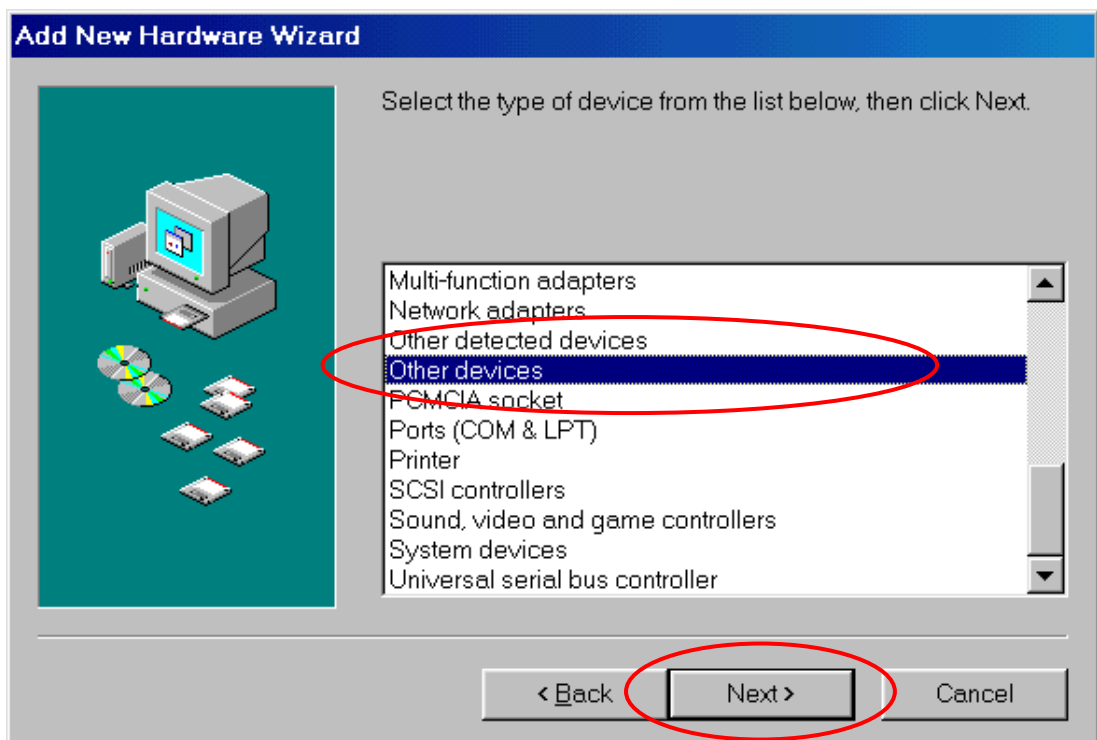 Add New Hardware Wizard
Select the type of device from the list below, then click Next.
Multi-function adapters
Network adapters
Other detected devices
Other devices
PCMCIA socket
Ports (COM & LPT)
Printer
SCSI controllers
Sound, video and game controllers
System devices
Universal serial bus controller
< Back Next > Cancel